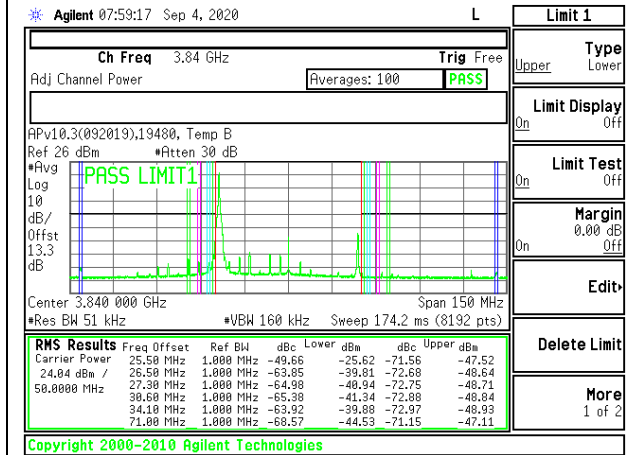 Agilent 07:59:17 Sep 4, 2020 L
Ch Freq 3.84 GHz Trig Free
Adj Channel Power Averages: 100 PASS
APv10.3(092019),19480, Temp B
Ref 26 dBm #Atten 30 dB
#Avg
Log
10
dB/
Offst
13.3
dB
PASS LIMIT1
Center 3.840 000 GHz Span 150 MHz
#Res BW 51 kHz #VBW 160 kHz Sweep 174.2 ms (8192 pts)
RMS Results Freq Offset Ref BW dBc Lower dBm dBc Upper dBm
Carrier Power 25.50 MHz 1.000 MHz -49.66 -25.62 -71.56 -47.52
24.04 dBm / 26.50 MHz 1.000 MHz -63.85 -39.81 -72.68 -48.64
50.0000 MHz 27.30 MHz 1.000 MHz -64.98 -40.94 -72.75 -48.71
30.60 MHz 1.000 MHz -65.38 -41.34 -72.88 -48.84
34.10 MHz 1.000 MHz -63.92 -39.88 -72.97 -48.93
71.00 MHz 1.000 MHz -68.57 -44.53 -71.15 -47.11
Copyright 2000-2010 Agilent Technologies
Limit 1
Type
Upper Lower
Limit Display
On Off
Limit Test
On Off
Margin
0.00 dB
On Off
Edit
Delete Limit
More
1 of 2